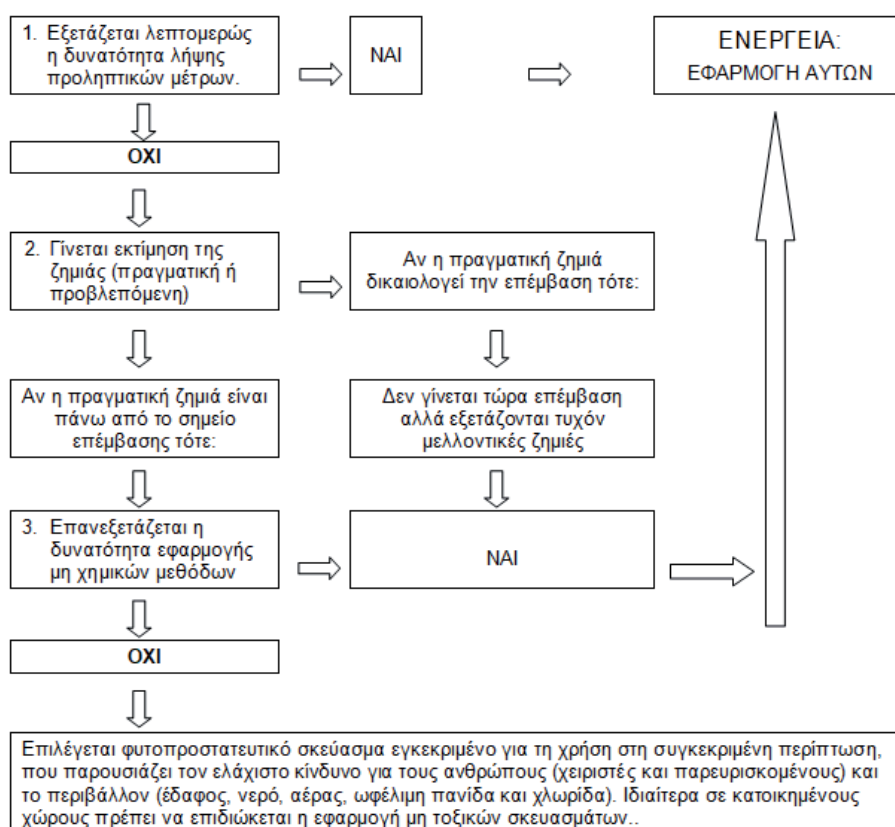 1. Εξετάζεται λεπτομερώς
η δυνατότητα λήψης
προληπτικών μέτρων.
ΝΑΙ
ΕΝΕΡΓΕΙΑ:
ΕΦΑΡΜΟΓΗ ΑΥΤΩΝ
ΟΧΙ
2. Γίνεται εκτίμηση της
ζημιάς (πραγματική ή
προβλεπόμενη)
Αν η πραγματική ζημιά
δικαιολογεί την επέμβαση τότε:
Αν η πραγματική ζημιά είναι
πάνω από το σημείο
επέμβασης τότε:
Δεν γίνεται τώρα επέμβαση
αλλά εξετάζονται τυχόν
μελλοντικές ζημιές
3. Επανεξετάζεται η
δυνατότητα εφαρμογής
μη χημικών μεθόδων
ΝΑΙ
ΟΧΙ
Επιλέγεται φυτοπροστατευτικό σκεύασμα εγκεκριμένο για τη χρήση στη συγκεκριμένη περίπτωση,
που παρουσιάζει τον ελάχιστο κίνδυνο για τους ανθρώπους (χειριστές και παρευρισκομένους) και
το περιβάλλον (έδαφος, νερό, αέρας, ωφέλιμη πανίδα και χλωρίδα). Ιδιαίτερα σε κατοικημένους
χώρους πρέπει να επιδιώκεται η εφαρμογή μη τοξικών σκευασμάτων..